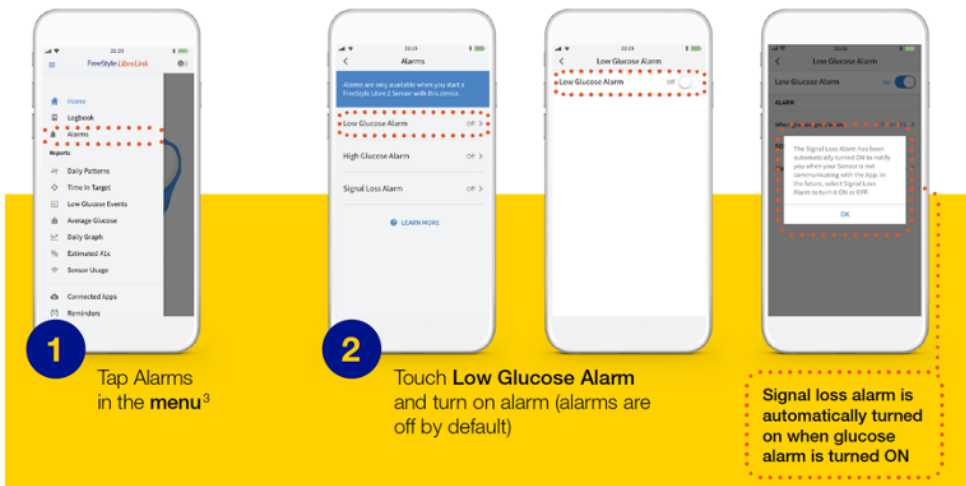 22:23
FreeStyle LibreLink
Home
Logbook
Alarms
Reports
Daily Patterns
Time In Target
Low Glucose Events
Average Glucose
Daily Graph
Estimated A1c
Sensor Usage
Connected Apps
Reminders
1
Tap Alarms
in the menu3
22:23
Alarms
Alarms are only available when you start a
FreeStyle Libre 2 Sensor with this device.
Low Glucose Alarm Off
High Glucose Alarm Off
Signal Loss Alarm Off
LEARN MORE
22:23
Low Glucose Alarm
Low Glucose Alarm Off
2
Touch Low Glucose Alarm
and turn on alarm (alarms are
off by default)
Low Glucose Alarm
Low Glucose Alarm On
ALARM
The Signal Loss Alarm has been
automatically turned ON to notify
you when your Sensor is not
communicating with the App. In
the future, select Signal Loss
Alarm to turn it ON or OFF.
OK
Signal loss alarm is
automatically turned
on when glucose
alarm is turned ON